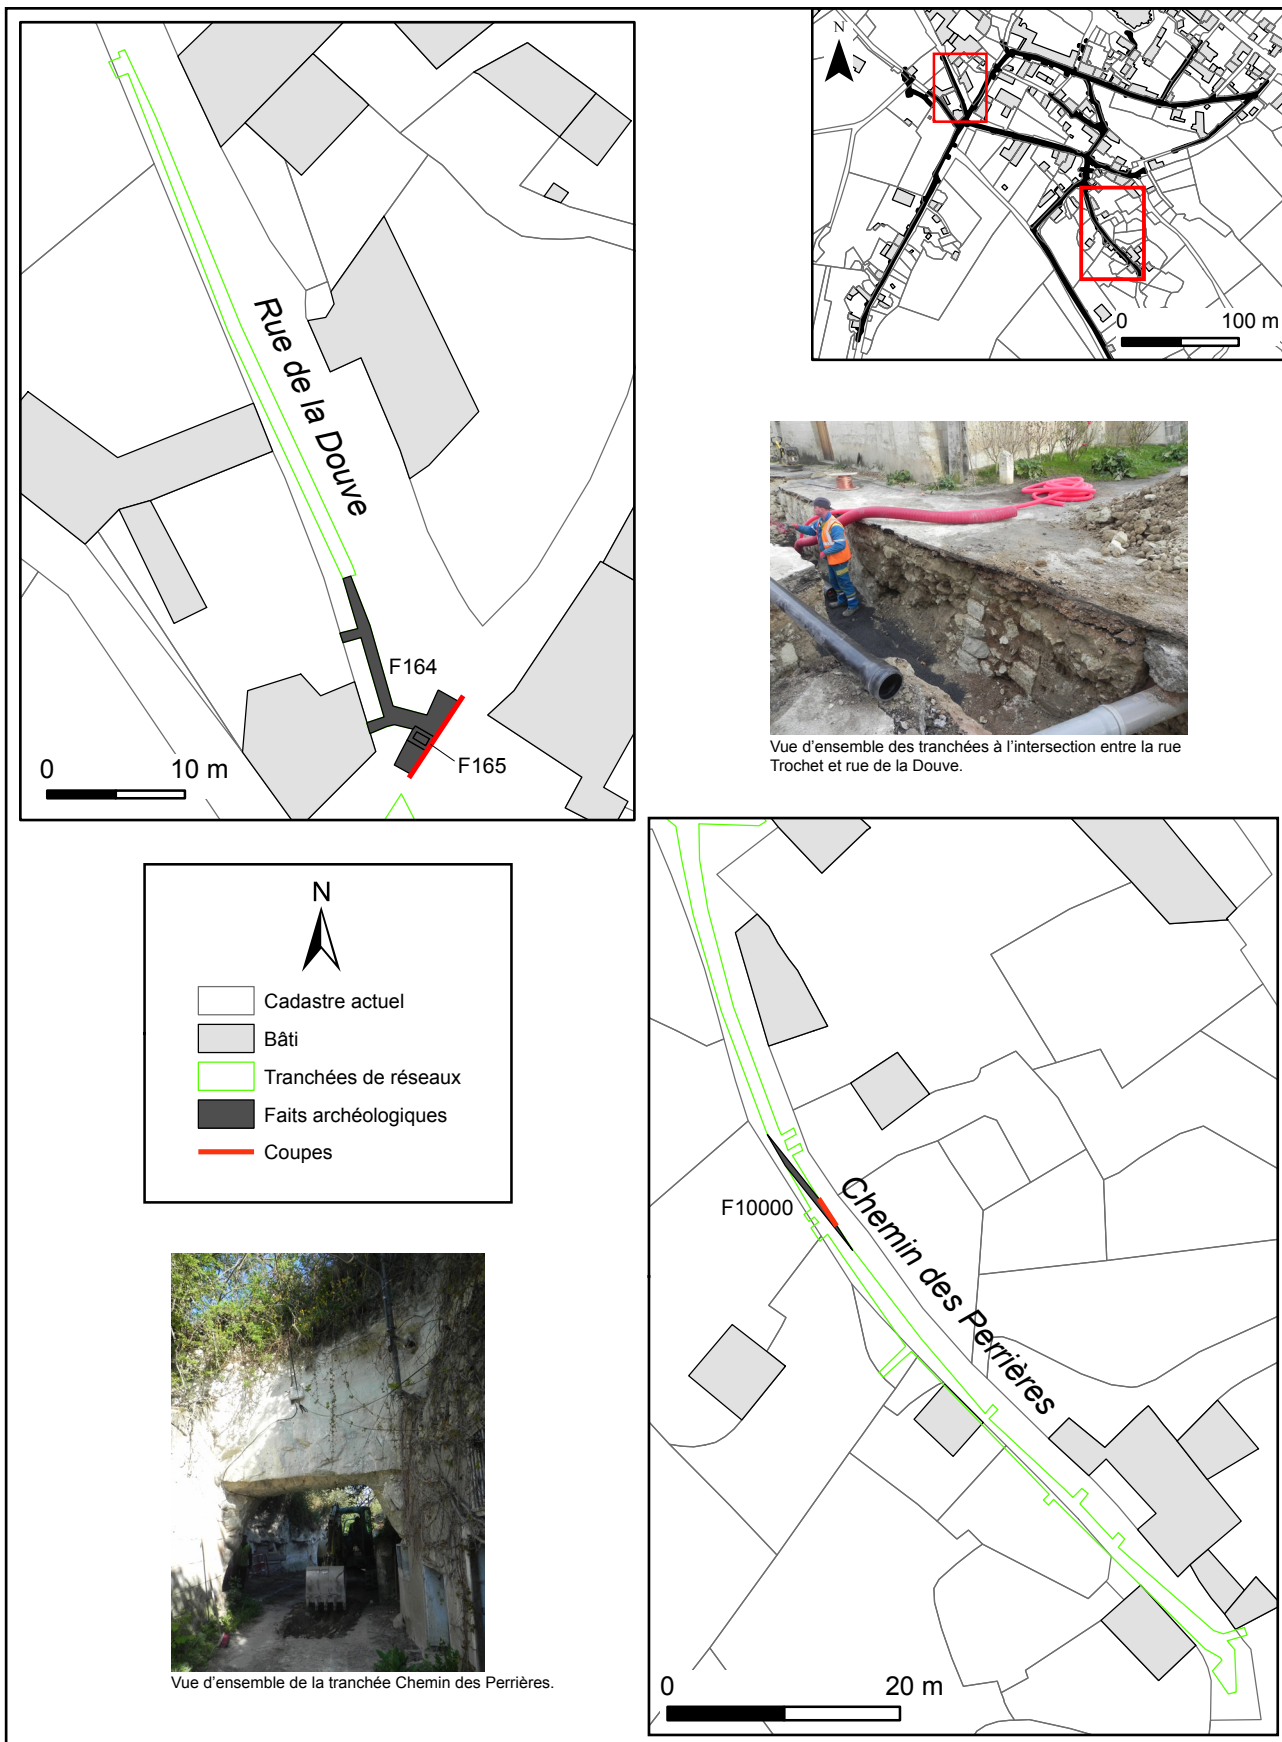 Rue de la Douve
F164
F165
0 10 m
N
0 100 m
Vue d'ensemble des tranchées à l'intersection entre la rue
Trochet et rue de la Douve.
N
Cadastre actuel
Bâti
Tranchées de réseaux
Faits archéologiques
Coupes
Vue d'ensemble de la tranchée Chemin des Perrières.
F10000
Chemin des Perrières
0 20 m